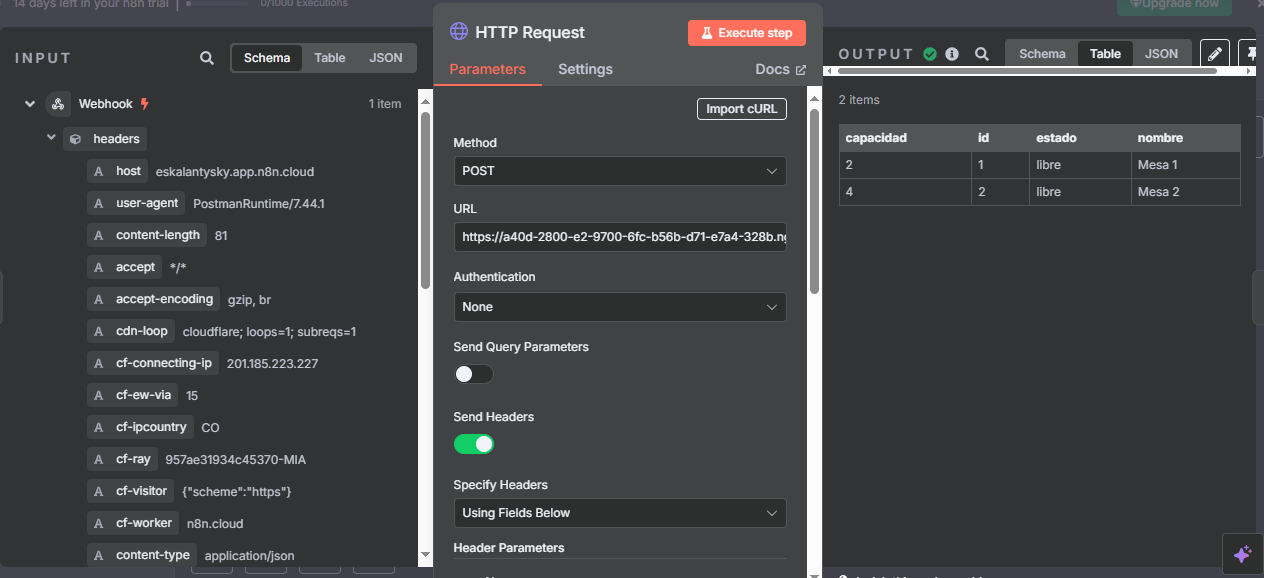 14 days left in your n8n trial
0/1000 Executions
Upgrade now
INPUT
Schema
Table
JSON
Webhook
1 item
headers
A host eskalantysky.app.n8n.cloud
A user-agent PostmanRuntime/7.44.1
A content-length 81
A accept */*
A accept-encoding gzip, br
A cdn-loop cloudflare; loops=1; subreqs=1
A cf-connecting-ip 201.185.223.227
A cf-ew-via 15
A cf-ipcountry CO
A cf-ray 957ae31934c45370-MIA
A cf-visitor {"scheme":"https"}
A cf-worker n8n.cloud
A content-type application/json
HTTP Request
Execute step
Parameters
Settings
Docs
Import cURL
Method
POST
URL
https://a40d-2800-e2-9700-6fc-b56b-d71-e7a4-328b.ng
Authentication
None
Send Query Parameters
Send Headers
Specify Headers
Using Fields Below
Header Parameters
OUTPUT
Schema
Table
JSON
2 items
capacidad id estado nombre
2 1 libre Mesa 1
4 2 libre Mesa 2